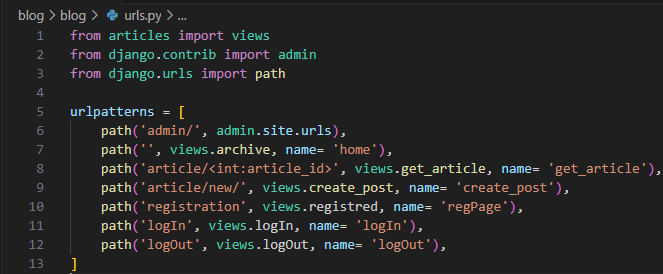 blog > blog > urls.py > ...
1 from articles import views
2 from django.contrib import admin
3 from django.urls import path
4
5 urlpatterns = [
6 path('admin/', admin.site.urls),
7 path('', views.archive, name= 'home'),
8 path('article/<int:article_id>', views.get_article, name= 'get_article'),
9 path('article/new/', views.create_post, name= 'create_post'),
10 path('registration', views.registred, name= 'regPage'),
11 path('logIn', views.logIn, name= 'logIn'),
12 path('logOut', views.logOut, name= 'logOut'),
13 ]